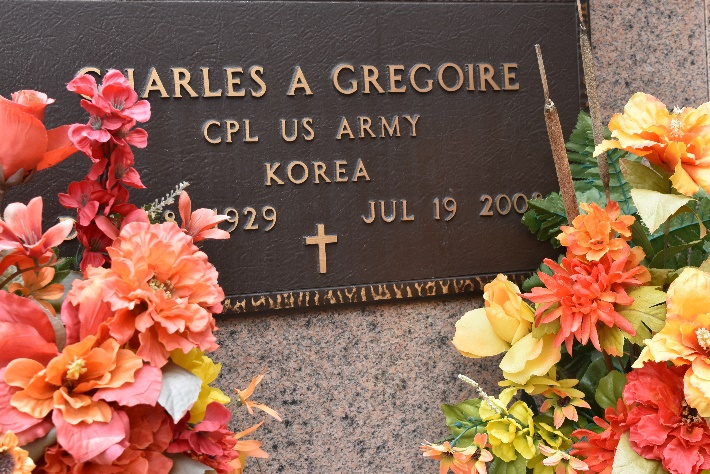 CHARLES A GREGOIRE
CPL US ARMY
KOREA
1929 JUL 19